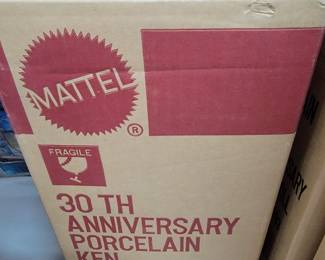 MATTEL
®
FRAGILE
30 TH
ANNIVERSARY
PORCELAIN
KEN